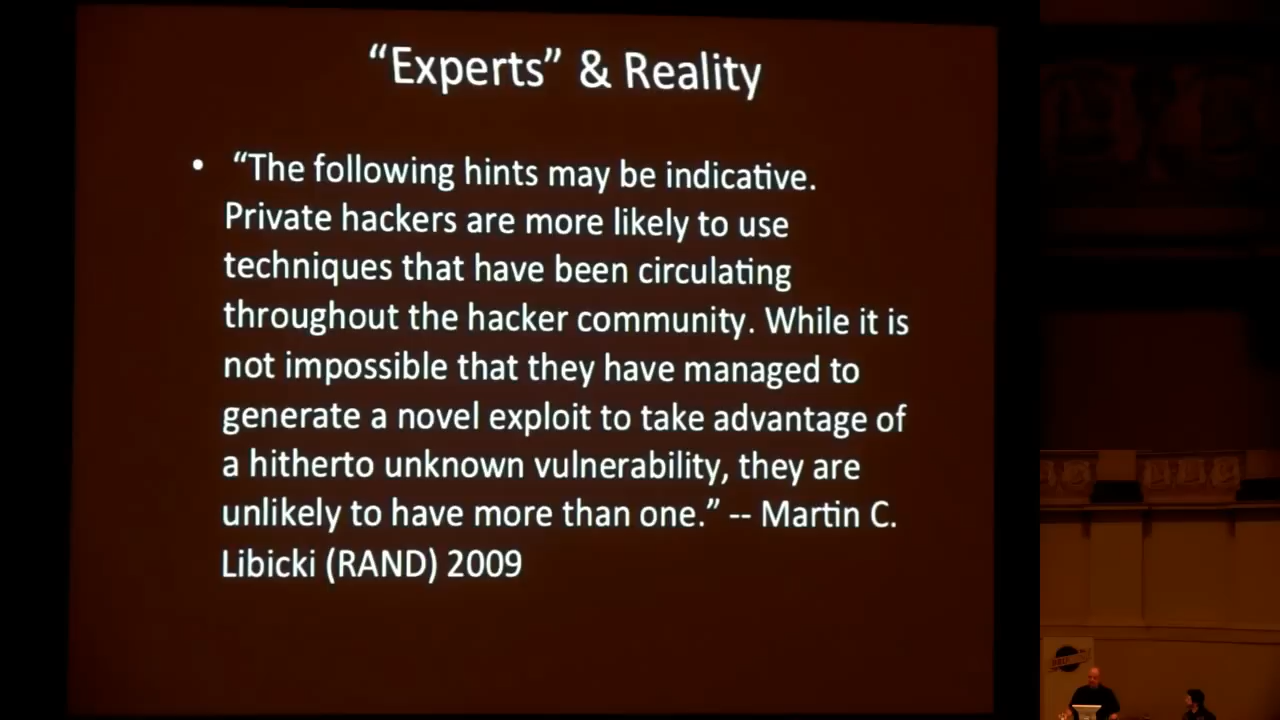 “Experts” & Reality
• “The following hints may be indicative.
Private hackers are more likely to use
techniques that have been circulating
throughout the hacker community. While it is
not impossible that they have managed to
generate a novel exploit to take advantage of
a hitherto unknown vulnerability, they are
unlikely to have more than one.” -- Martin C.
Libicki (RAND) 2009